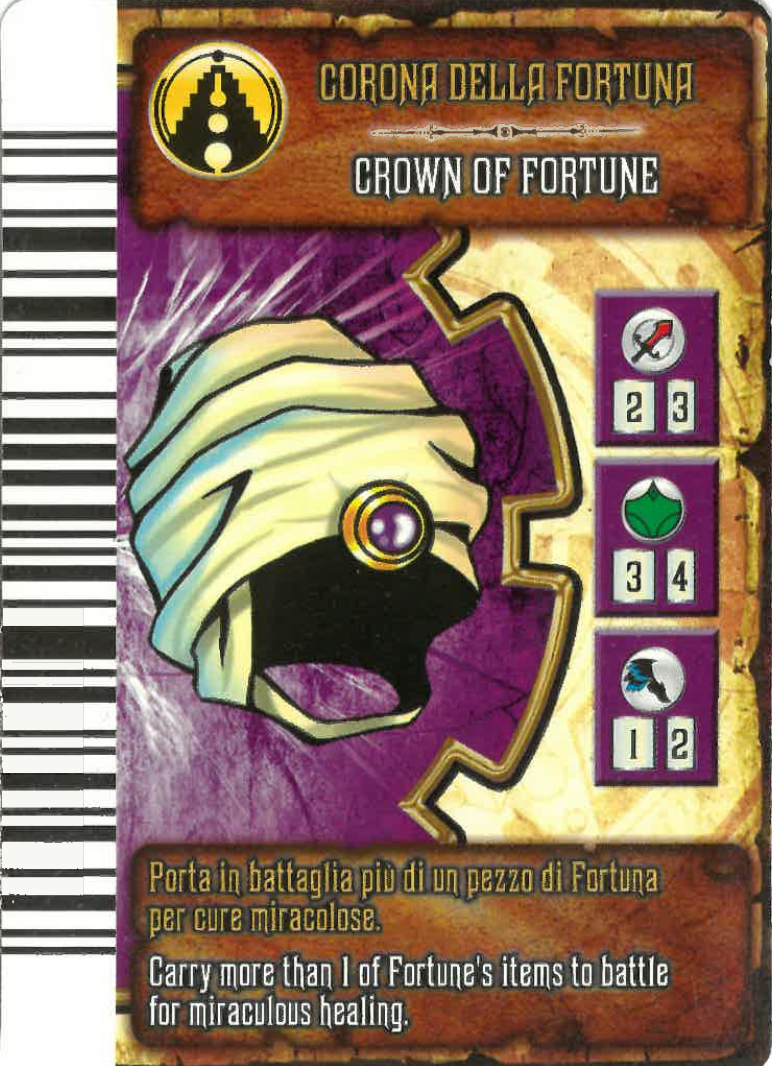 CORONA DELLA FORTUNA
CROWN OF FORTUNE
2 3
3 4
1 2
Porta in battaglia più di un pezzo di Fortuna
per cure miracolose.
Carry more than 1 of Fortune's items to battle
for miraculous healing.